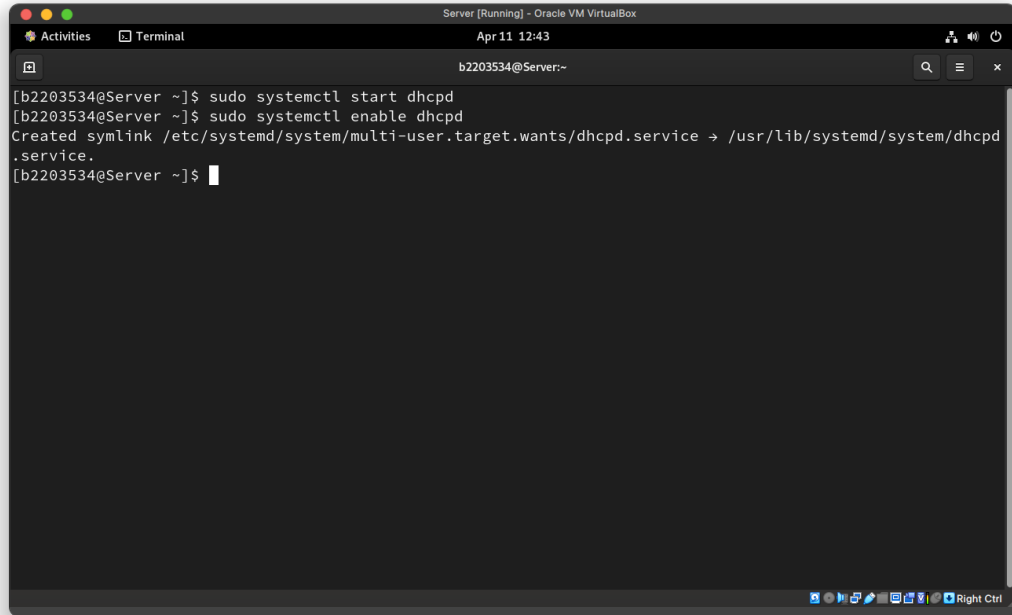 Server [Running] - Oracle VM VirtualBox
Activities Terminal Apr 11 12:43
b2203534@Server:~
[b2203534@Server ~]$ sudo systemctl start dhcpd
[b2203534@Server ~]$ sudo systemctl enable dhcpd
Created symlink /etc/systemd/system/multi-user.target.wants/dhcpd.service → /usr/lib/systemd/system/dhcpd
.service.
[b2203534@Server ~]$
Right Ctrl